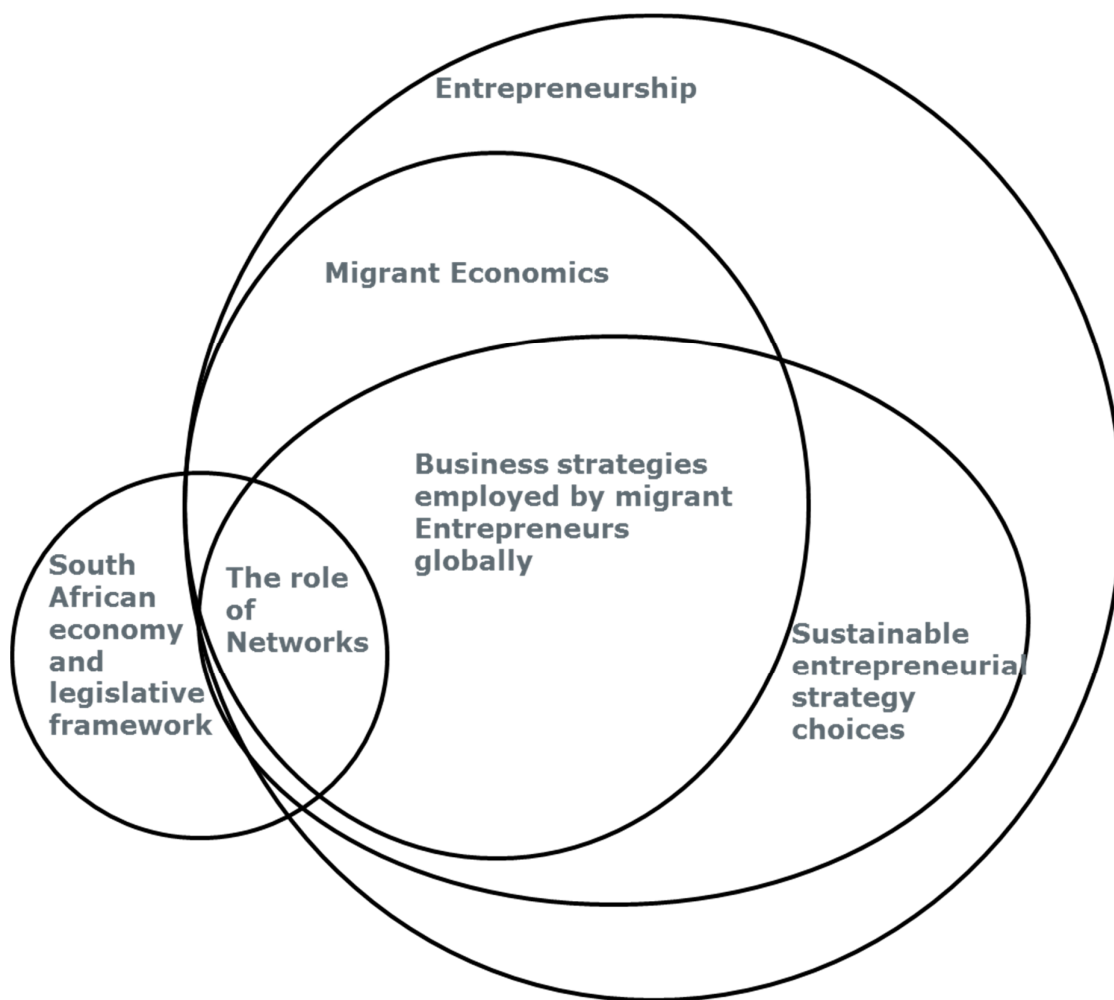 Entrepreneurship
Migrant Economics
Business strategies
employed by migrant
Entrepreneurs
globally
South
African
economy
and
legislative
framework
The role
of
Networks
Sustainable
entrepreneurial
strategy
choices